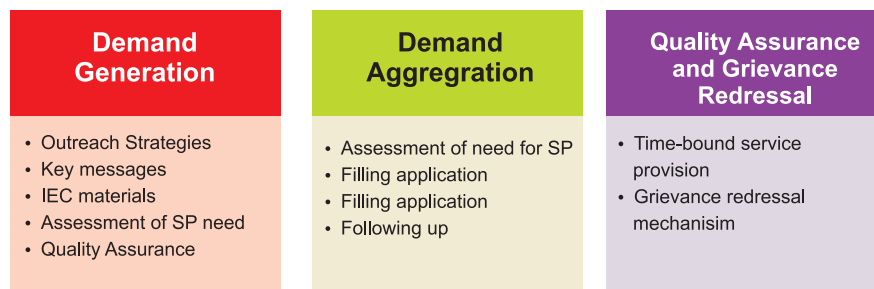 Demand
Generation
• Outreach Strategies
• Key messages
• IEC materials
• Assessment of SP need
• Quality Assurance
Demand
Aggregration
• Assessment of need for SP
• Filling application
• Filling application
• Following up
Quality Assurance
and Grievance
Redressal
• Time-bound service
provision
• Grievance redressal
mechanisim